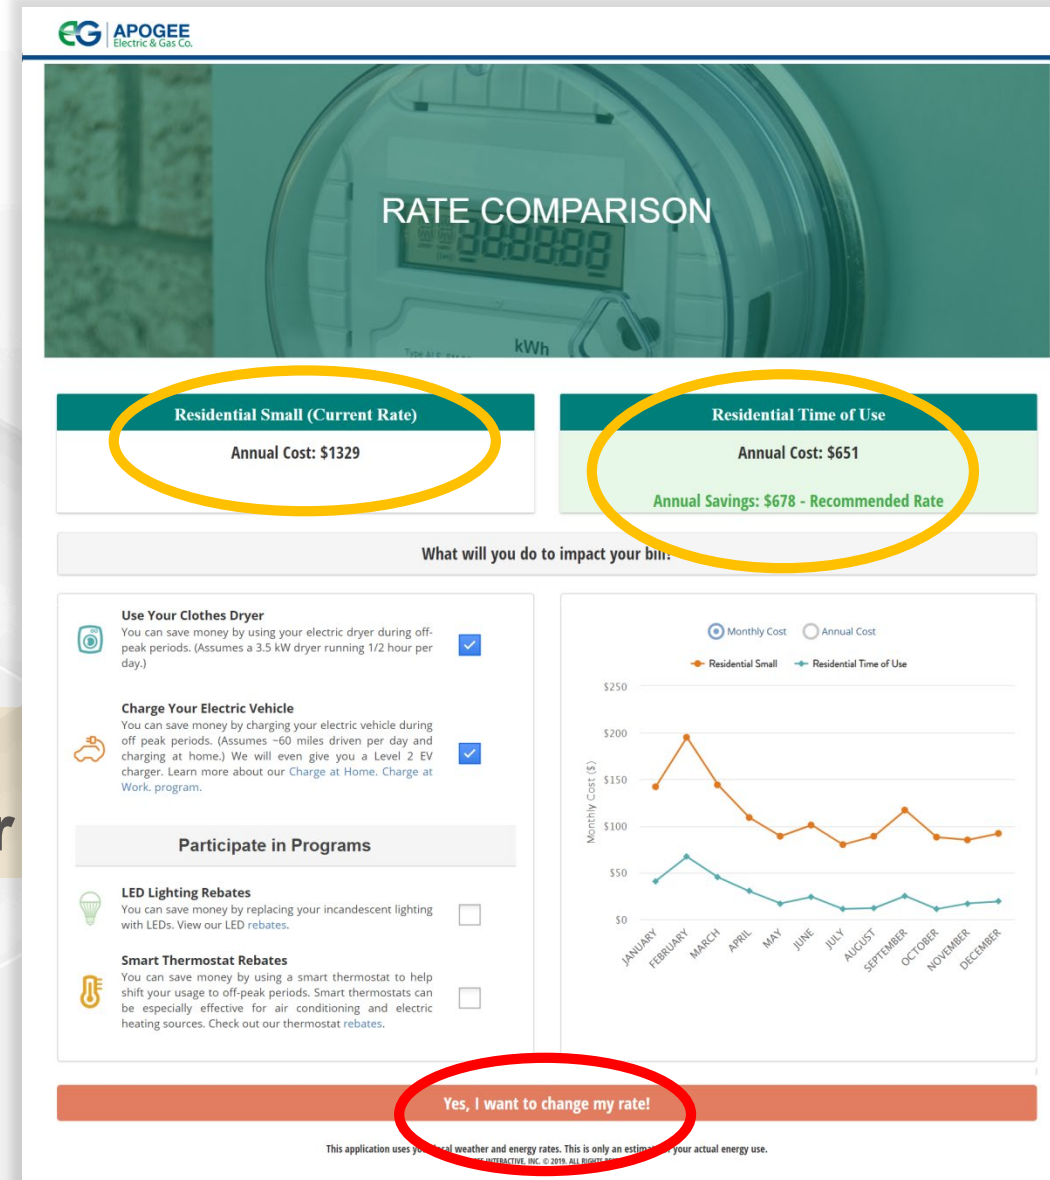 EG APOGEE
Electric & Gas Co.
RATE COMPARISON
kWh
Residential Small (Current Rate)
Annual Cost: $1329
Residential Time of Use
Annual Cost: $651
Annual Savings: $678 - Recommended Rate
What will you do to impact your bill?
Use Your Clothes Dryer
You can save money by using your electric dryer during off-
peak periods. (Assumes a 3.5 kW dryer running 1/2 hour per
day.)
Charge Your Electric Vehicle
You can save money by charging your electric vehicle during
off peak periods. (Assumes ~60 miles driven per day and
charging at home.) We will even give you a Level 2 EV
charger. Learn more about our Charge at Home. Charge at
Work. program.
Participate in Programs
LED Lighting Rebates
You can save money by replacing your incandescent lighting
with LEDs. View our LED rebates.
Smart Thermostat Rebates
You can save money by using a smart thermostat to help
shift your usage to off-peak periods. Smart thermostats can
be especially effective for air conditioning and electric
heating sources. Check out our thermostat rebates.
Monthly Cost Annual Cost
Residential Small Residential Time of Use
Monthly Cost ($)
$250
$200
$150
$100
$50
$0
JANUARY
FEBRUARY
MARCH
APRIL
MAY
JUNE
JULY
AUGUST
SEPTEMBER
OCTOBER
NOVEMBER
DECEMBER
r
Yes, I want to change my rate!
This application uses local weather and energy rates. This is only an your actual energy use.
INTERACTIVE, INC. © 2019. ALL RIGHTS